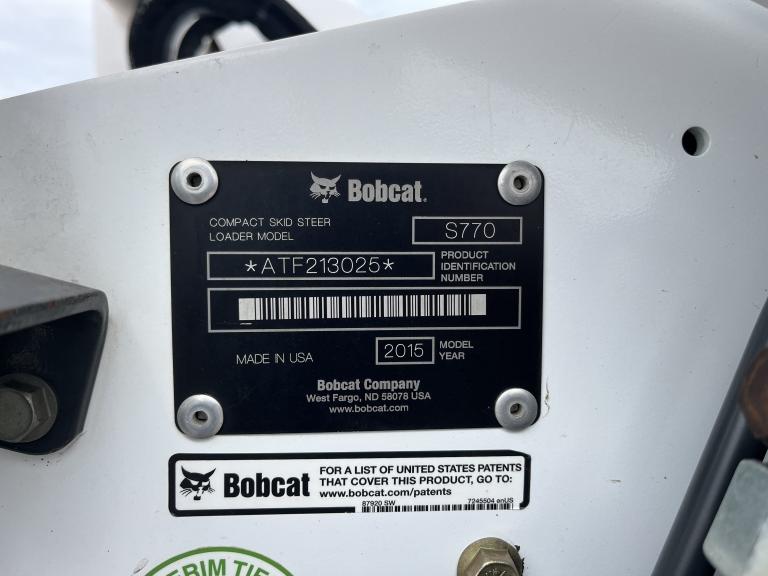 Bobcat.
COMPACT SKID STEER
LOADER MODEL
S770
*ATF213025*
PRODUCT
IDENTIFICATION
NUMBER
MADE IN USA
2015
MODEL
YEAR
Bobcat Company
West Fargo, ND 58078 USA
www.bobcat.com
Bobcat
FOR A LIST OF UNITED STATES PATENTS
THAT COVER THIS PRODUCT, GO TO:
www.bobcat.com/patents
87920 SW
7245504 enUS
ERIM TIE